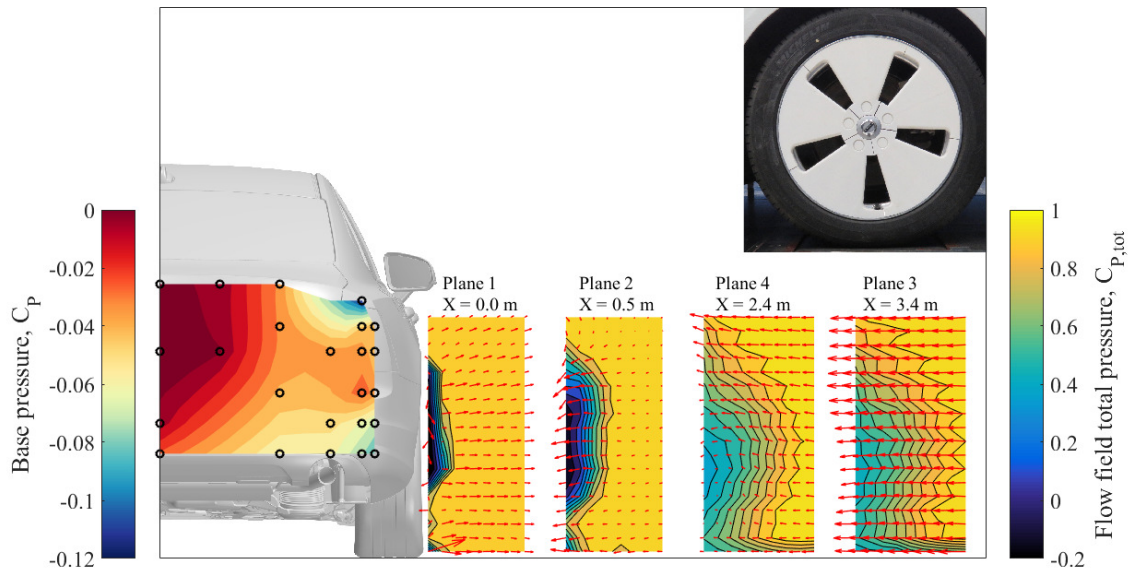 Base pressure, C_P
0
-0.02
-0.04
-0.06
-0.08
-0.1
-0.12
Plane 1
X = 0.0 m
Plane 2
X = 0.5 m
Plane 4
X = 2.4 m
Plane 3
X = 3.4 m
1
0.8
0.6
0.4
0.2
0
-0.2
Flow field total pressure, C_P,tot